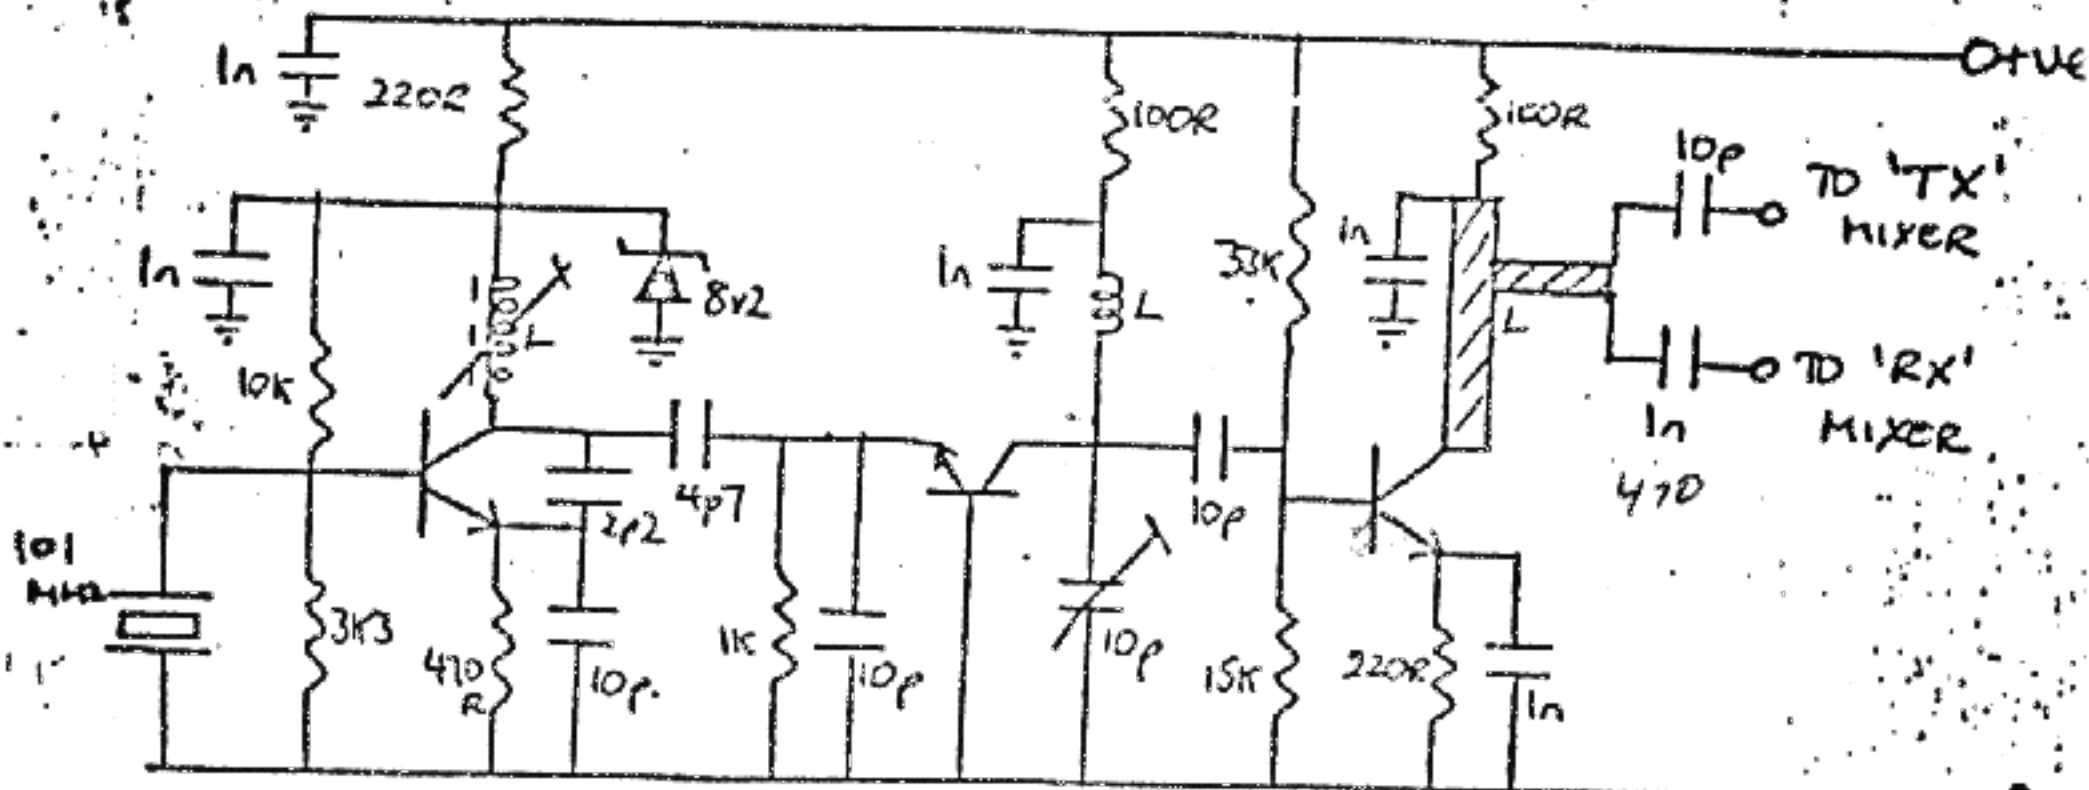 1n
220R
100R
100R
O+VE
10p
TO 'TX'
MIXER
1n
10K
L
8v2
1n
L
33K
1n
L
TO 'RX'
MIXER
1n
470
101
MHz
3K3
470
R
2p2
10p.
4p7
1K
10p
10p
10p
15K
220R
1n